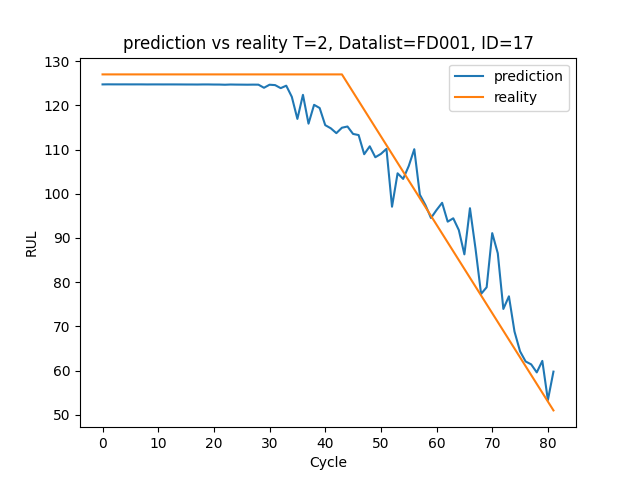 prediction vs reality T=2, Datalist=FD001, ID=17
prediction
reality
130
120
110
100
90
80
70
60
50
RUL
0 10 20 30 40 50 60 70 80
Cycle